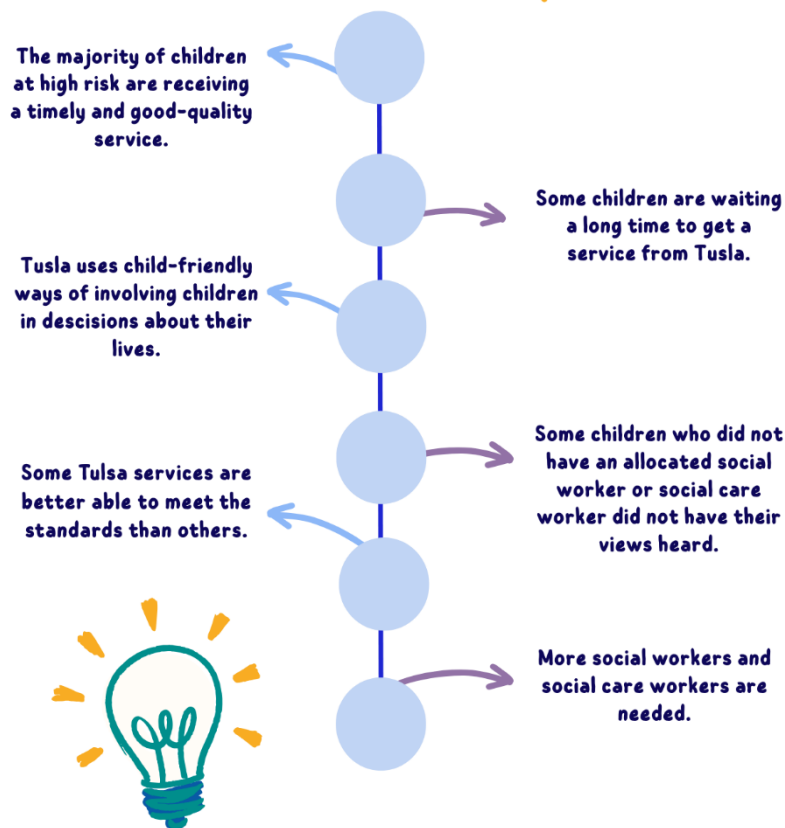 The majority of children
at high risk are receiving
a timely and good-quality
service.
Some children are waiting
a long time to get a
service from Tusla.
Tusla uses child-friendly
ways of involving children
in descisions about their
lives.
Some children who did not
have an allocated social
worker or social care
worker did not have their
views heard.
Some Tulsa services are
better able to meet the
standards than others.
More social workers and
social care workers are
needed.